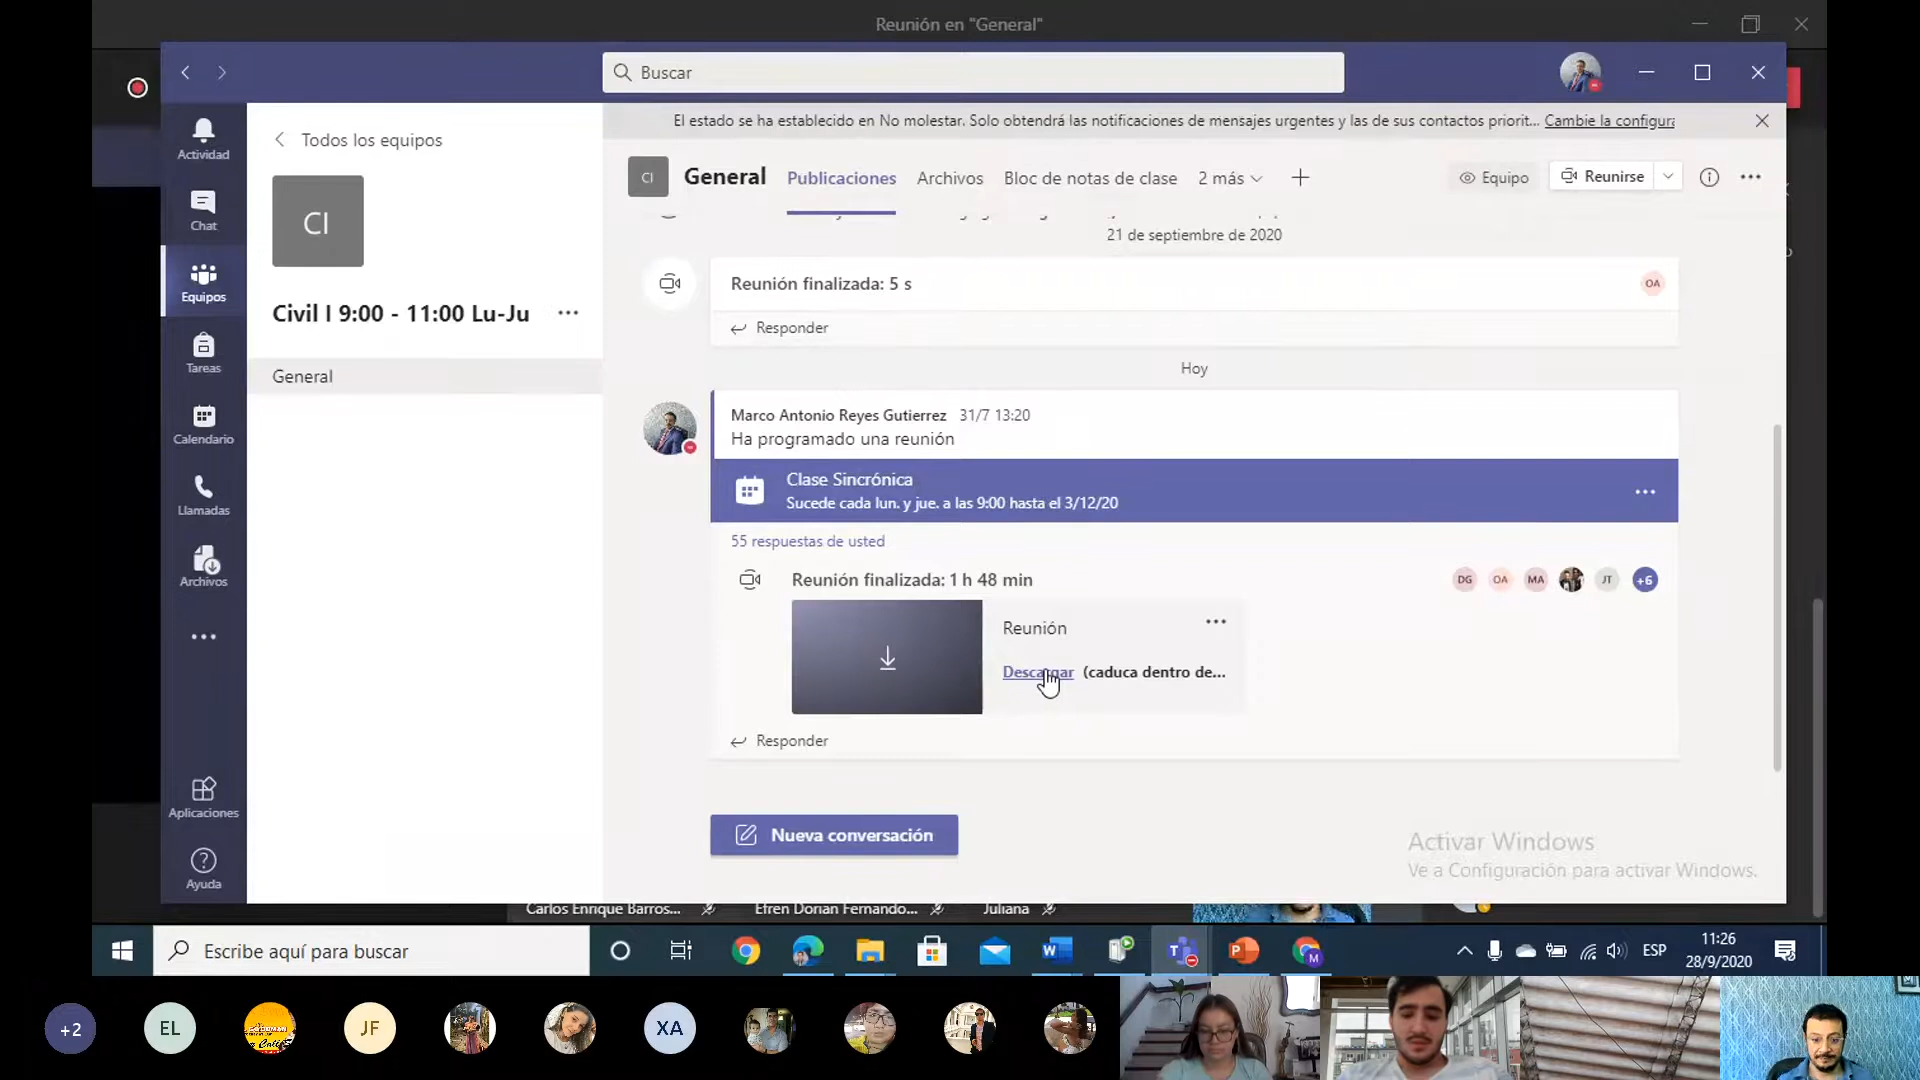 Reunión en "General"
Buscar
El estado se ha establecido en No molestar. Solo obtendrá las notificaciones de mensajes urgentes y las de sus contactos priorit... Cambie la configura
Actividad
Chat
Equipos
Tareas
Calendario
Llamadas
Archivos
Aplicaciones
Ayuda
Todos los equipos
CI
Civil I 9:00 - 11:00 Lu-Ju
General
CI
General
Publicaciones
Archivos
Bloc de notas de clase
2 más
Equipo
Reunirse
21 de septiembre de 2020
Reunión finalizada: 5 s
OA
Responder
Hoy
Marco Antonio Reyes Gutierrez 31/7 13:20
Ha programado una reunión
Clase Sincrónica
Sucede cada lun. y jue. a las 9:00 hasta el 3/12/20
55 respuestas de usted
Reunión finalizada: 1 h 48 min
DG OA MA JT +6
Reunión
Descargar (caduca dentro de...
Responder
Nueva conversación
Activar Windows
Ve a Configuración para activar Windows.
Carlos Enrique Barros...
Efren Dorian Fernando...
Juliana
Escribe aquí para buscar
ESP
11:26
28/9/2020
+2
EL
JF
XA